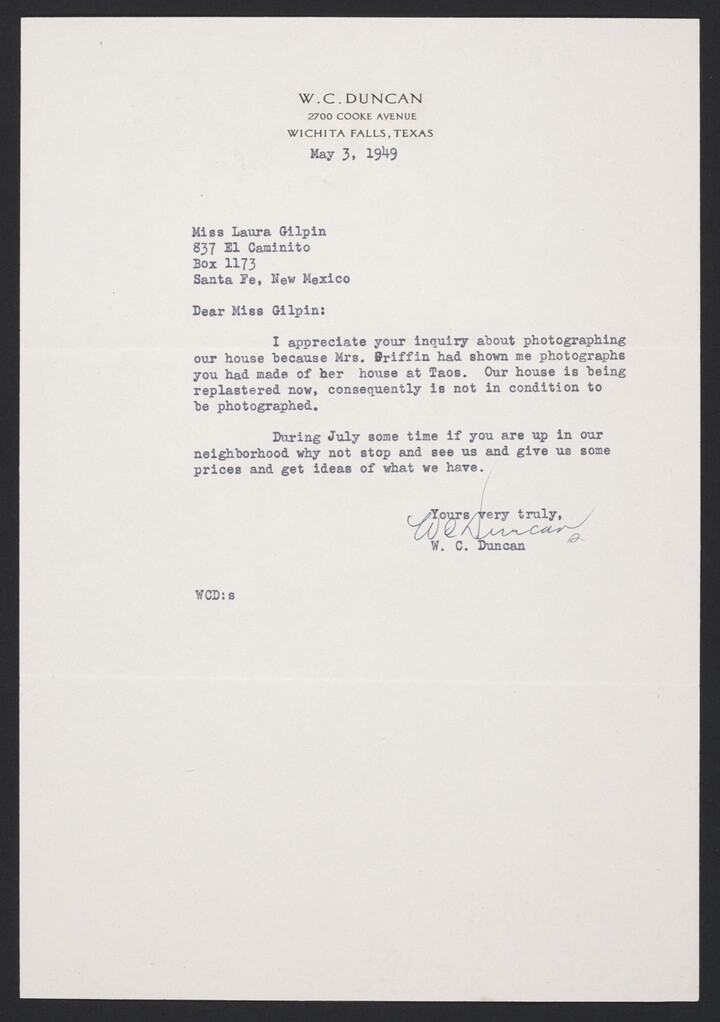 W.C. DUNCAN
2700 COOKE AVENUE
WICHITA FALLS, TEXAS
May 3, 1949
Miss Laura Gilpin
837 El Caminito
Box 1173
Santa Fe, New Mexico
Dear Miss Gilpin:
I appreciate your inquiry about photographing
our house because Mrs. Griffin had shown me photographs
you had made of her house at Taos. Our house is being
replastered now, consequently is not in condition to
be photographed.
During July some time if you are up in our
neighborhood why not stop and see us and give us some
prices and get ideas of what we have.
Yours very truly,
W C Duncan
W. C. Duncan
WCD:s